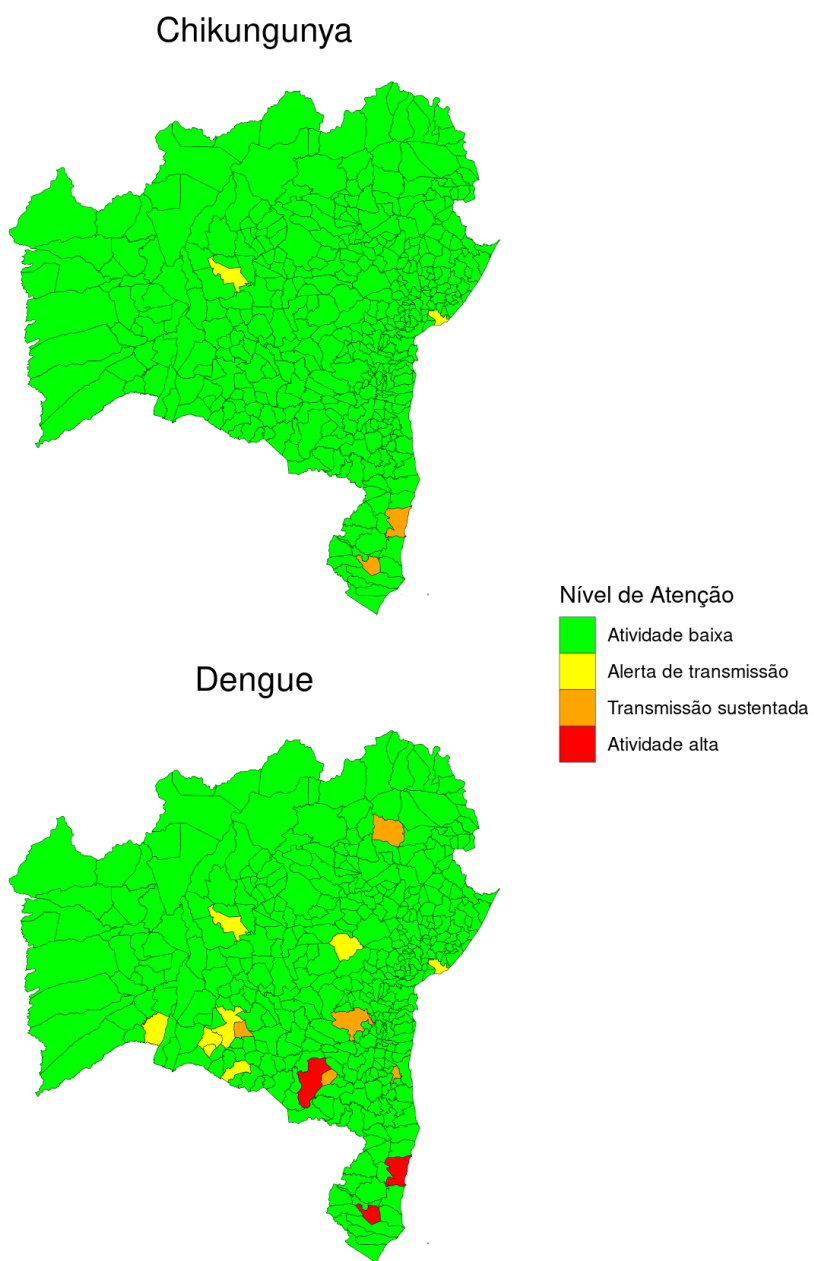 Chikungunya
Nível de Atenção
Atividade baixa
Alerta de transmissão
Transmissão sustentada
Atividade alta
Dengue